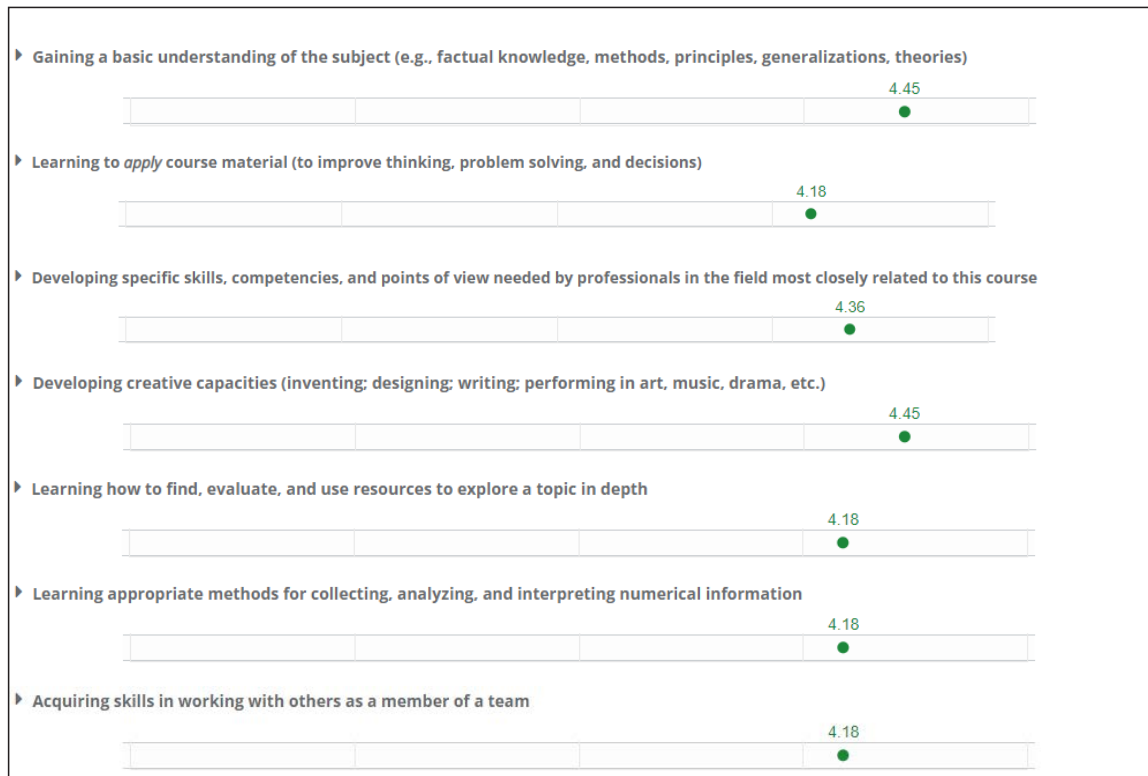 Gaining a basic understanding of the subject (e.g., factual knowledge, methods, principles, generalizations, theories)
4.45
Learning to apply course material (to improve thinking, problem solving, and decisions)
4.18
Developing specific skills, competencies, and points of view needed by professionals in the field most closely related to this course
4.36
Developing creative capacities (inventing; designing; writing; performing in art, music, drama, etc.)
4.45
Learning how to find, evaluate, and use resources to explore a topic in depth
4.18
Learning appropriate methods for collecting, analyzing, and interpreting numerical information
4.18
Acquiring skills in working with others as a member of a team
4.18